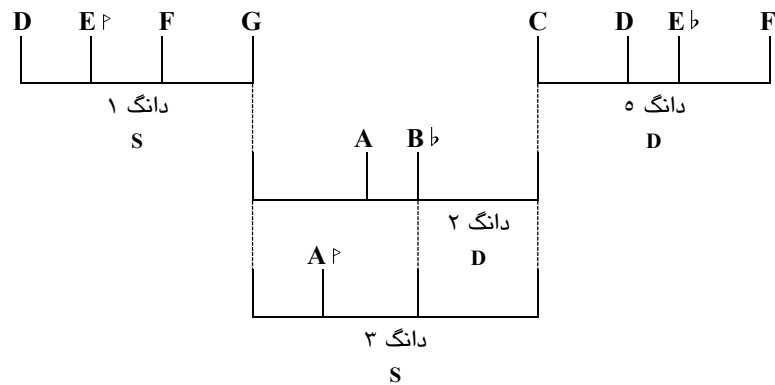 D E𝄳 F G C D E♭ F
دانگ ۱
S
دانگ ۵
D
A B♭
دانگ ۲
D
A𝄳
دانگ ۳
S